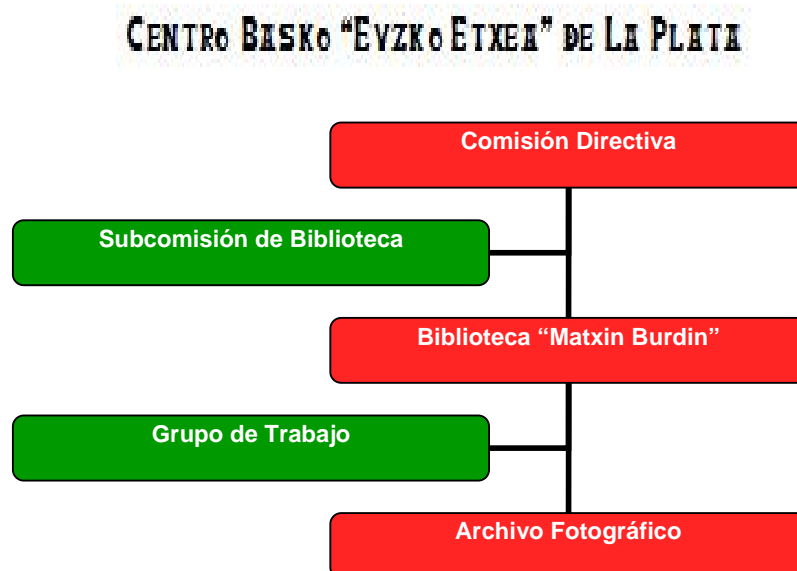 CENTRO BASKO “EVZKO ETXEA” DE LA PLATA
Comisión Directiva
Subcomisión de Biblioteca
Biblioteca “Matxin Burdin”
Grupo de Trabajo
Archivo Fotográfico